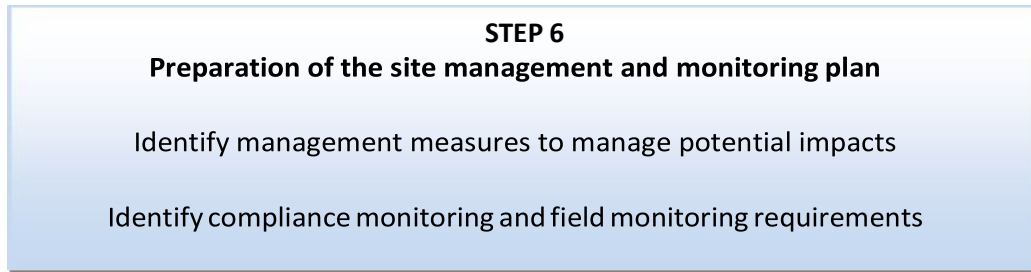 STEP 6
Preparation of the site management and monitoring plan
Identify management measures to manage potential impacts
Identify compliance monitoring and field monitoring requirements